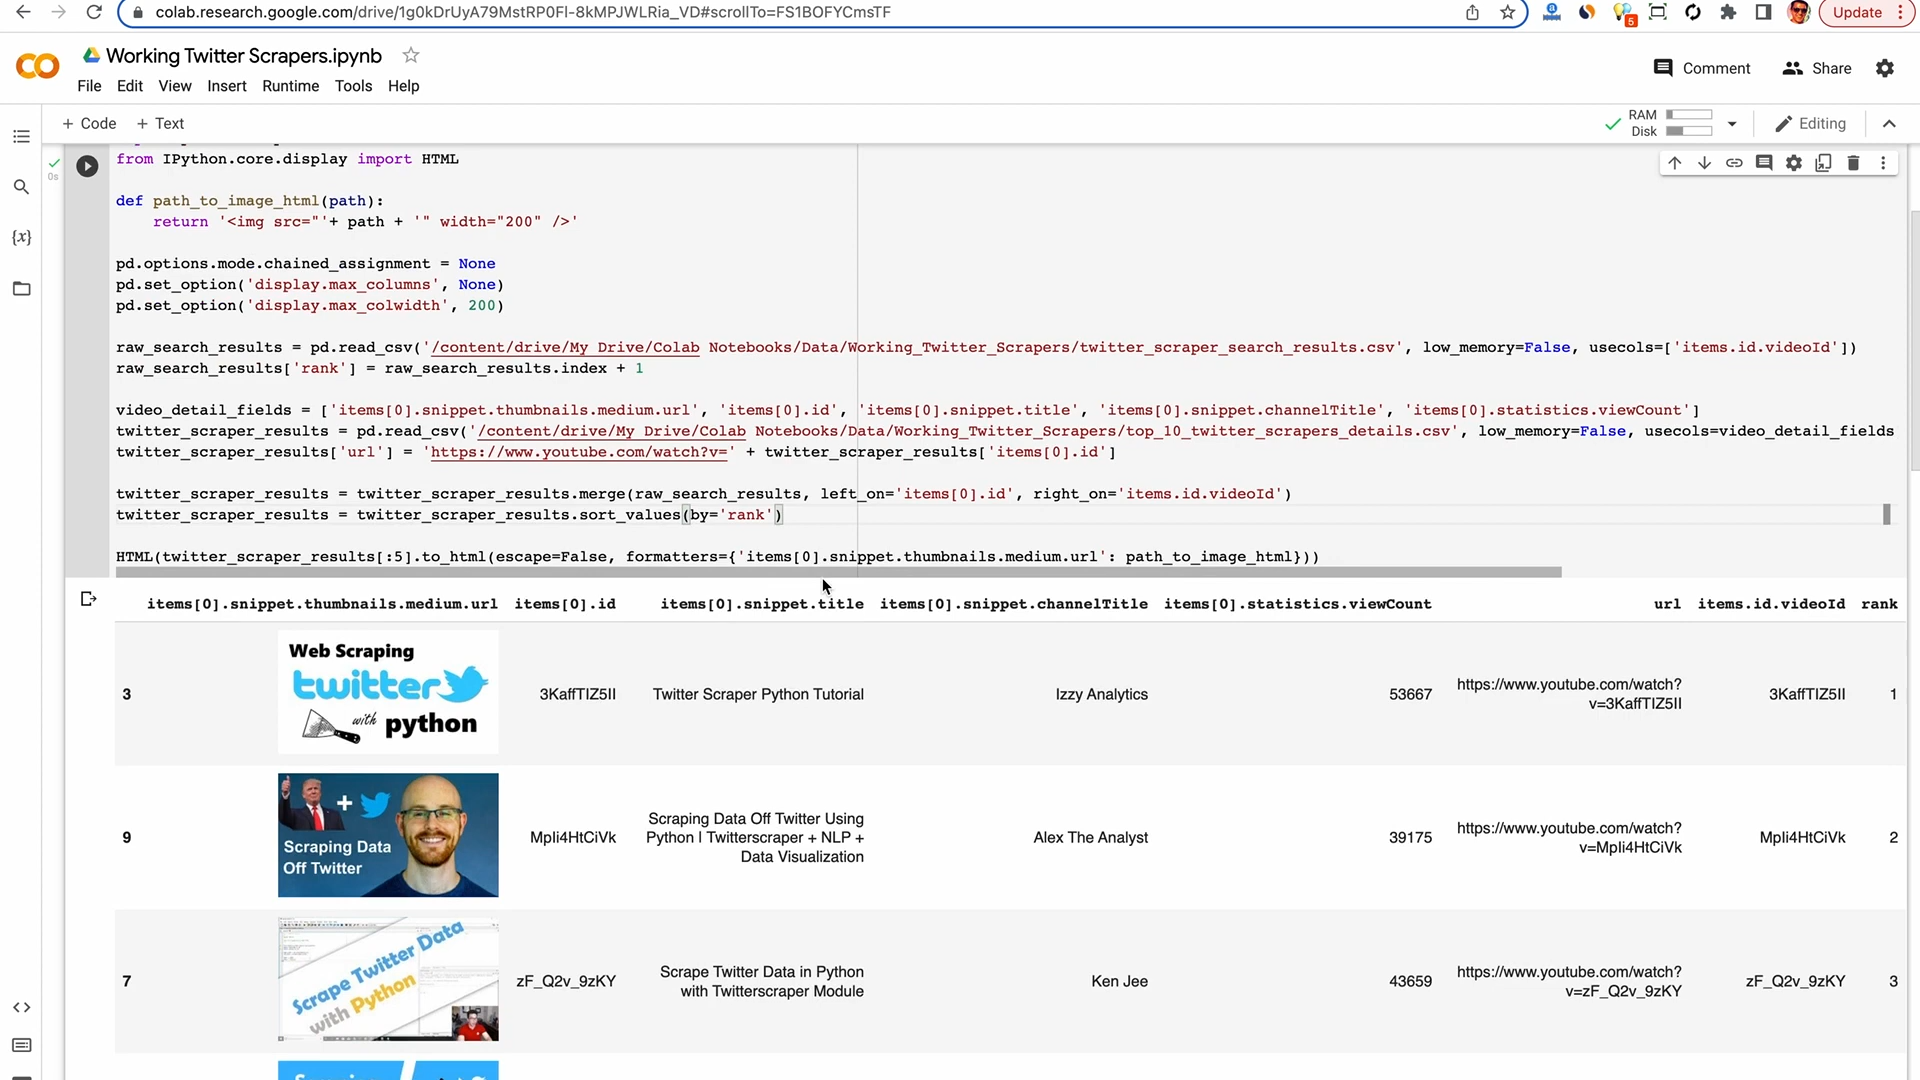 colab.research.google.com/drive/1g0kDrUyA79MstRP0Fl-8kMPJWLRia_VD#scrollTo=FS1BOFYCmsTF
5
Update
Working Twitter Scrapers.ipynb
File Edit View Insert Runtime Tools Help
Comment
Share
+ Code + Text
RAM
Disk
Editing
0s
from IPython.core.display import HTML
def path_to_image_html(path):
return '<img src="'+ path + '" width="200" />'
pd.options.mode.chained_assignment = None
pd.set_option('display.max_columns', None)
pd.set_option('display.max_colwidth', 200)
raw_search_results = pd.read_csv('/content/drive/My Drive/Colab Notebooks/Data/Working_Twitter_Scrapers/twitter_scraper_search_results.csv', low_memory=False, usecols=['items.id.videoId'])
raw_search_results['rank'] = raw_search_results.index + 1
video_detail_fields = ['items[0].snippet.thumbnails.medium.url', 'items[0].id', 'items[0].snippet.title', 'items[0].snippet.channelTitle', 'items[0].statistics.viewCount']
twitter_scraper_results = pd.read_csv('/content/drive/My Drive/Colab Notebooks/Data/Working_Twitter_Scrapers/top_10_twitter_scrapers_details.csv', low_memory=False, usecols=video_detail_fields
twitter_scraper_results['url'] = 'https://www.youtube.com/watch?v=' + twitter_scraper_results['items[0].id']
twitter_scraper_results = twitter_scraper_results.merge(raw_search_results, left_on='items[0].id', right_on='items.id.videoId')
twitter_scraper_results = twitter_scraper_results.sort_values(by='rank')
HTML(twitter_scraper_results[:5].to_html(escape=False, formatters={'items[0].snippet.thumbnails.medium.url': path_to_image_html}))
items[0].snippet.thumbnails.medium.url items[0].id items[0].snippet.title items[0].snippet.channelTitle items[0].statistics.viewCount url items.id.videoId rank
Web Scraping
twitter
with python
3 3KaffTIZ5II Twitter Scraper Python Tutorial Izzy Analytics 53667 https://www.youtube.com/watch?
v=3KaffTIZ5II 3KaffTIZ5II 1
+
Scraping Data
Off Twitter
9 MpIi4HtCiVk Scraping Data Off Twitter Using
Python | Twitterscraper + NLP +
Data Visualization
Alex The Analyst 39175 https://www.youtube.com/watch?
v=MpIi4HtCiVk MpIi4HtCiVk 2
Scrape Twitter Data
with Python
7 zF_Q2v_9zKY Scrape Twitter Data in Python
with Twitterscraper Module
Ken Jee 43659 https://www.youtube.com/watch?
v=zF_Q2v_9zKY zF_Q2v_9zKY 3